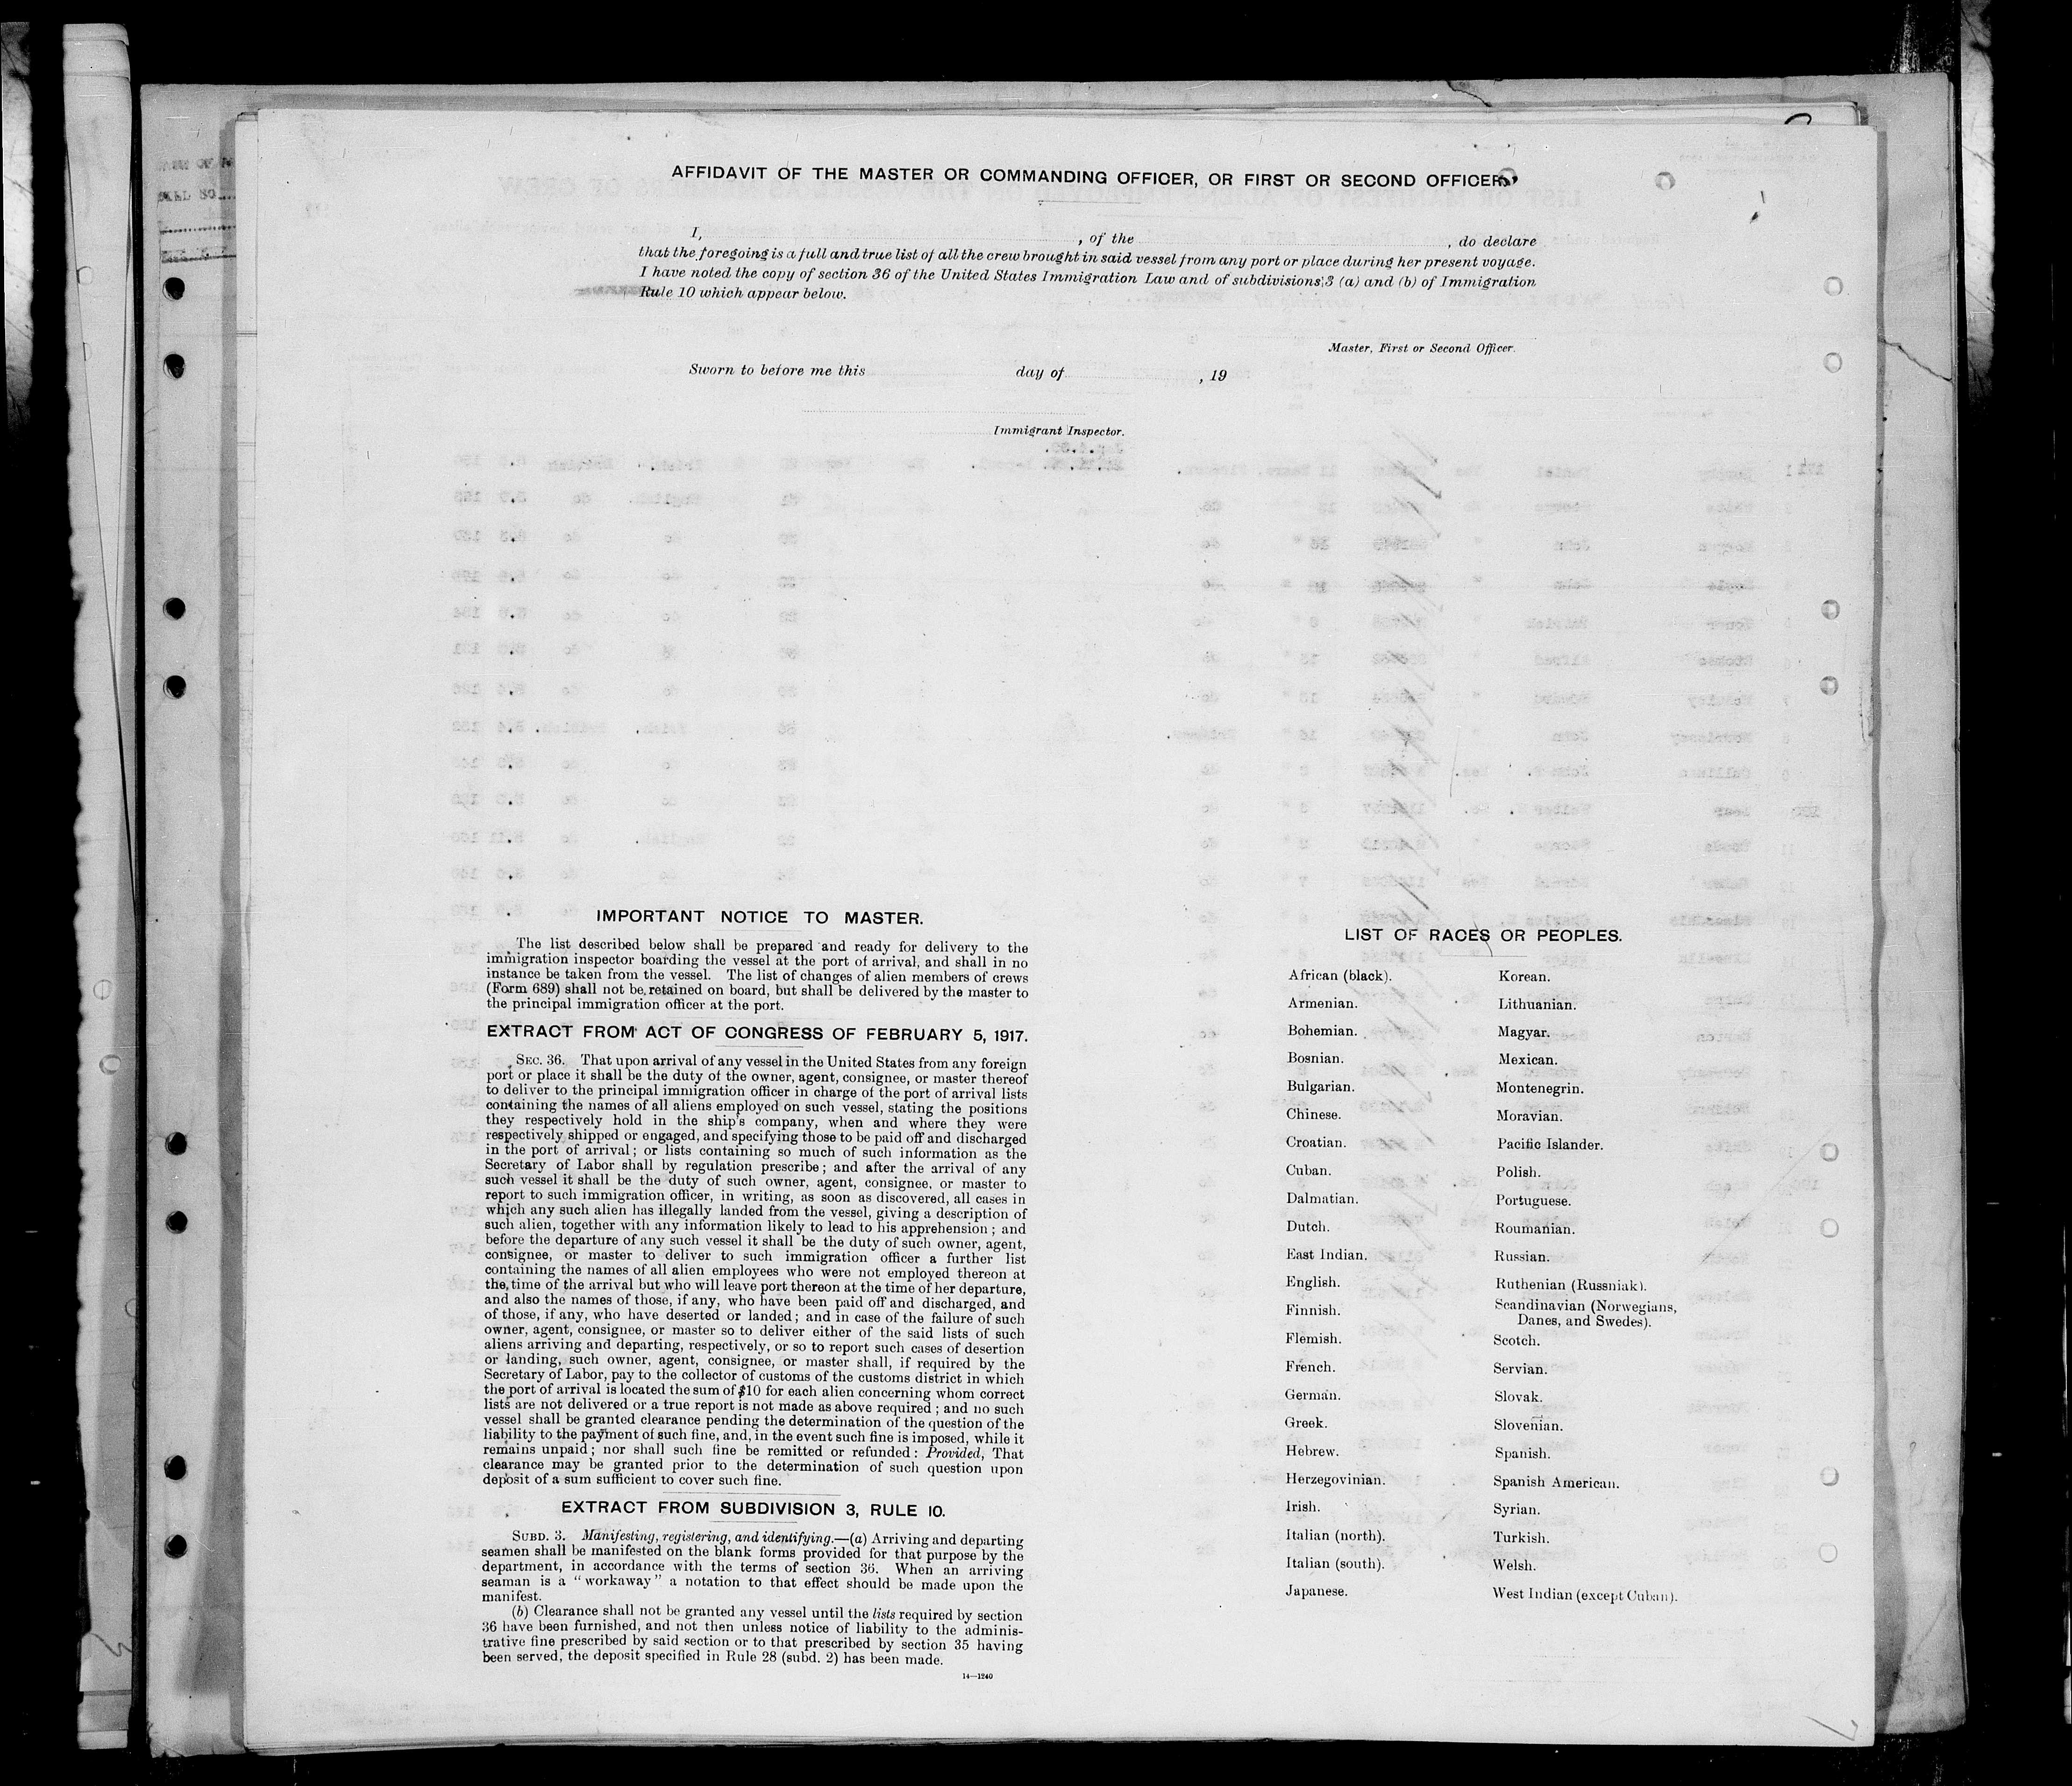 AFFIDAVIT OF THE MASTER OR COMMANDING OFFICER, OR FIRST OR SECOND OFFICER.
I, , of the , do declare
that the foregoing is a full and true list of all the crew brought in said vessel from any port or place during her present voyage.
I have noted the copy of section 36 of the United States Immigration Law and of subdivisions 3 (a) and (b) of Immigration
Rule 10 which appear below.
Master, First or Second Officer.
Sworn to before me this day of , 19
Immigrant Inspector.
IMPORTANT NOTICE TO MASTER.
The list described below shall be prepared and ready for delivery to the
immigration inspector boarding the vessel at the port of arrival, and shall in no
instance be taken from the vessel. The list of changes of alien members of crews
(Form 689) shall not be retained on board, but shall be delivered by the master to
the principal immigration officer at the port.
EXTRACT FROM ACT OF CONGRESS OF FEBRUARY 5, 1917.
SEC. 36. That upon arrival of any vessel in the United States from any foreign
port or place it shall be the duty of the owner, agent, consignee, or master thereof
to deliver to the principal immigration officer in charge of the port of arrival lists
containing the names of all aliens employed on such vessel, stating the positions
they respectively hold in the ship's company, when and where they were
respectively shipped or engaged, and specifying those to be paid off and discharged
in the port of arrival; or lists containing so much of such information as the
Secretary of Labor shall by regulation prescribe; and after the arrival of any
such vessel it shall be the duty of such owner, agent, consignee, or master to
report to such immigration officer, in writing, as soon as discovered, all cases in
which any such alien has illegally landed from the vessel, giving a description of
such alien, together with any information likely to lead to his apprehension; and
before the departure of any such vessel it shall be the duty of such owner, agent,
consignee, or master to deliver to such immigration officer a further list
containing the names of all alien employees who were not employed thereon at
the time of the arrival but who will leave port thereon at the time of her departure,
and also the names of those, if any, who have been paid off and discharged, and
of those, if any, who have deserted or landed; and in case of the failure of such
owner, agent, consignee, or master so to deliver either of the said lists of such
aliens arriving and departing, respectively, or so to report such cases of desertion
or landing, such owner, agent, consignee, or master shall, if required by the
Secretary of Labor, pay to the collector of customs of the customs district in which
the port of arrival is located the sum of $10 for each alien concerning whom correct
lists are not delivered or a true report is not made as above required; and no such
vessel shall be granted clearance pending the determination of the question of the
liability to the payment of such fine, and, in the event such fine is imposed, while it
remains unpaid; nor shall such fine be remitted or refunded: Provided, That
clearance may be granted prior to the determination of such question upon
deposit of a sum sufficient to cover such fine.
EXTRACT FROM SUBDIVISION 3, RULE 10.
SUBD. 3. Manifesting, registering, and identifying.—(a) Arriving and departing
seamen shall be manifested on the blank forms provided for that purpose by the
department, in accordance with the terms of section 36. When an arriving
seaman is a "workaway" a notation to that effect should be made upon the
manifest.
(b) Clearance shall not be granted any vessel until the lists required by section
36 have been furnished, and not then unless notice of liability to the adminis-
trative fine prescribed by said section or to that prescribed by section 35 having
been served, the deposit specified in Rule 28 (subd. 2) has been made.
14—1240
LIST OF RACES OR PEOPLES.
African (black).
Armenian.
Bohemian.
Bosnian.
Bulgarian.
Chinese.
Croatian.
Cuban.
Dalmatian.
Dutch.
East Indian.
English.
Finnish.
Flemish.
French.
German.
Greek.
Hebrew.
Herzegovinian.
Irish.
Italian (north).
Italian (south).
Japanese.
Korean.
Lithuanian.
Magyar.
Mexican.
Montenegrin.
Moravian.
Pacific Islander.
Polish.
Portuguese.
Roumanian.
Russian.
Ruthenian (Russniak).
Scandinavian (Norwegians,
Danes, and Swedes).
Scotch.
Servian.
Slovak.
Slovenian.
Spanish.
Spanish American.
Syrian.
Turkish.
Welsh.
West Indian (except Cuban).